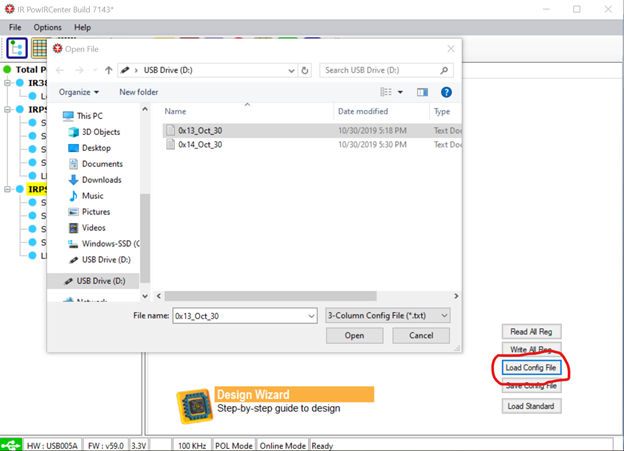 IR PowIRCenter Build 7143*
File Options Help
Open File
USB Drive (D:)
Search USB Drive (D:)
Organize
New folder
Total P
IR38
L
IRPS
S
S
S
S
LI
IRPS
S
S
S
S
LI
This PC
3D Objects
Desktop
Documents
Downloads
Music
Pictures
Videos
Windows-SSD (C
USB Drive (D:)
USB Drive (D:)
Network
Name Date modified Type
0x13_Oct_30 10/30/2019 5:18 PM Text Doc
0x14_Oct_30 10/30/2019 5:30 PM Text Doc
File name: 0x13_Oct_30 3-Column Config File (*.txt)
Open Cancel
Read All Reg
Write All Reg
Load Config File
Save Config File
Load Standard
Design Wizard
Step-by-step guide to design
HW : USB005A FW : v59.0 3.3V 100 KHz POL Mode Online Mode Ready